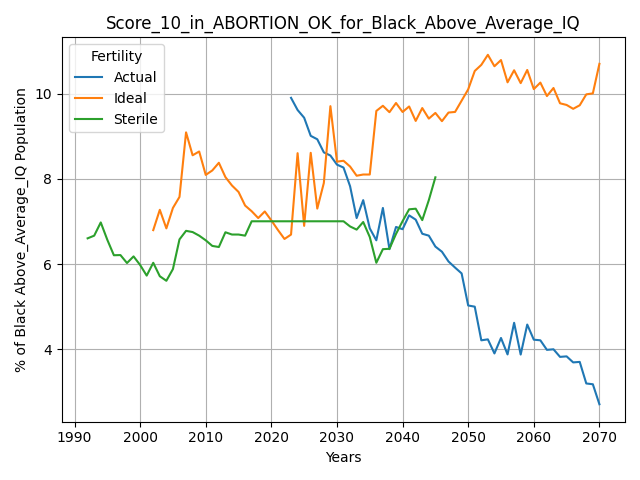 Score_10_in_ABORTION_OK_for_Black_Above_Average_IQ
Fertility
Actual
Ideal
Sterile
% of Black Above_Average_IQ Population
10
8
6
4
1990 2000 2010 2020 2030 2040 2050 2060 2070
Years